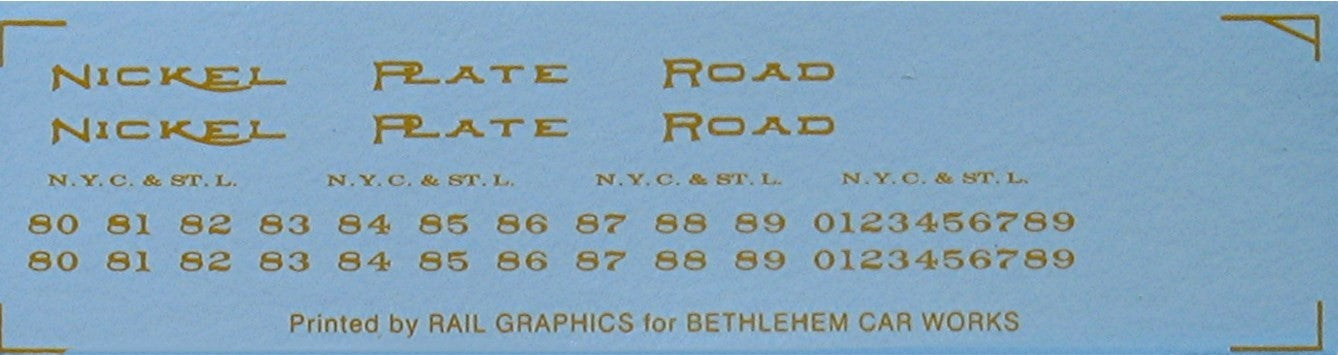 NICKEL PLATE ROAD
NICKEL PLATE ROAD
N.Y.C. & ST. L. N.Y.C. & ST. L. N.Y.C. & ST. L. N.Y.C. & ST. L.
80 81 82 83 84 85 86 87 88 89 0123456789
80 81 82 83 84 85 86 87 88 89 0123456789
Printed by RAIL GRAPHICS for BETHLEHEM CAR WORKS